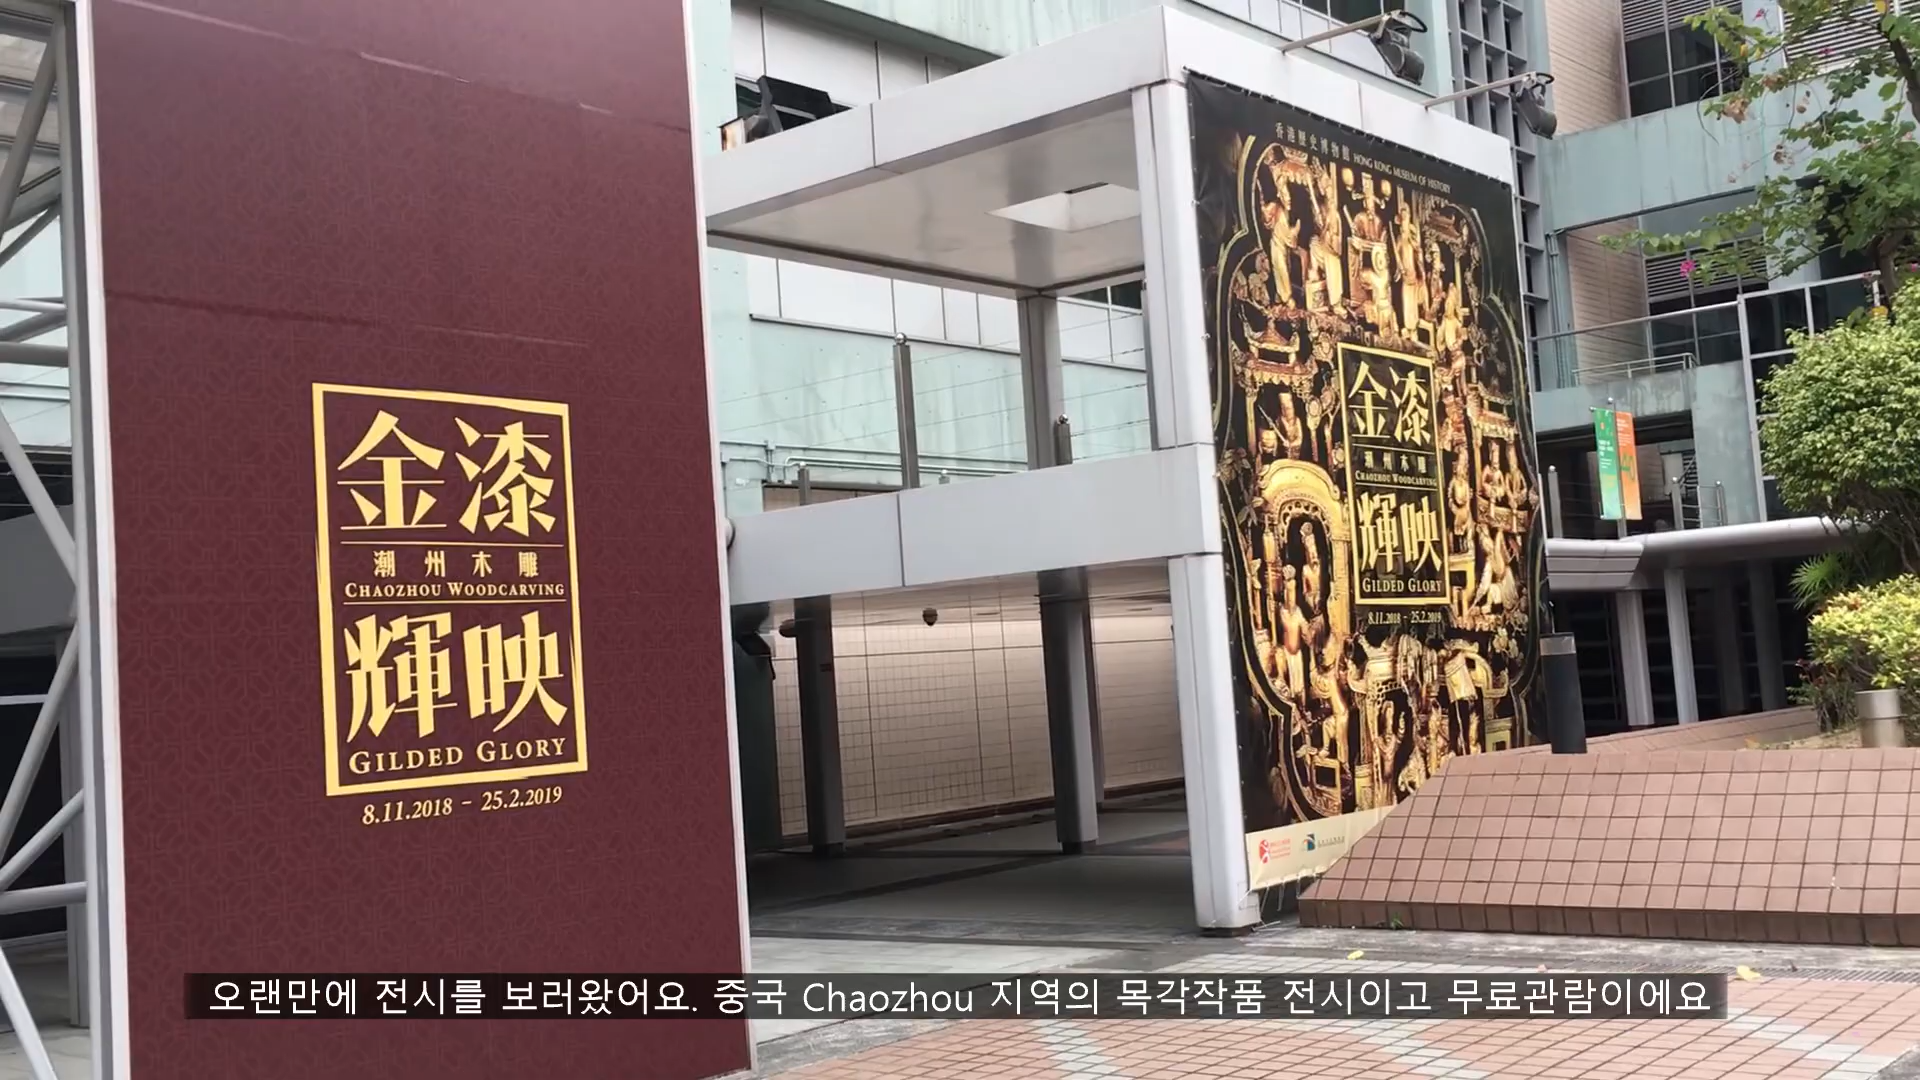 金漆
潮州木雕
CHAOZHOU WOODCARVING
輝映
GILDED GLORY
8.11.2018 - 25.2.2019
香港歷史博物館 HONG KONG MUSEUM OF HISTORY
金漆
潮州木雕
CHAOZHOU WOODCARVING
輝映
GILDED GLORY
8.11.2018 - 25.2.2019
오랜만에 전시를 보러왔어요. 중국 Chaozhou 지역의 목각작품 전시이고 무료관람이에요